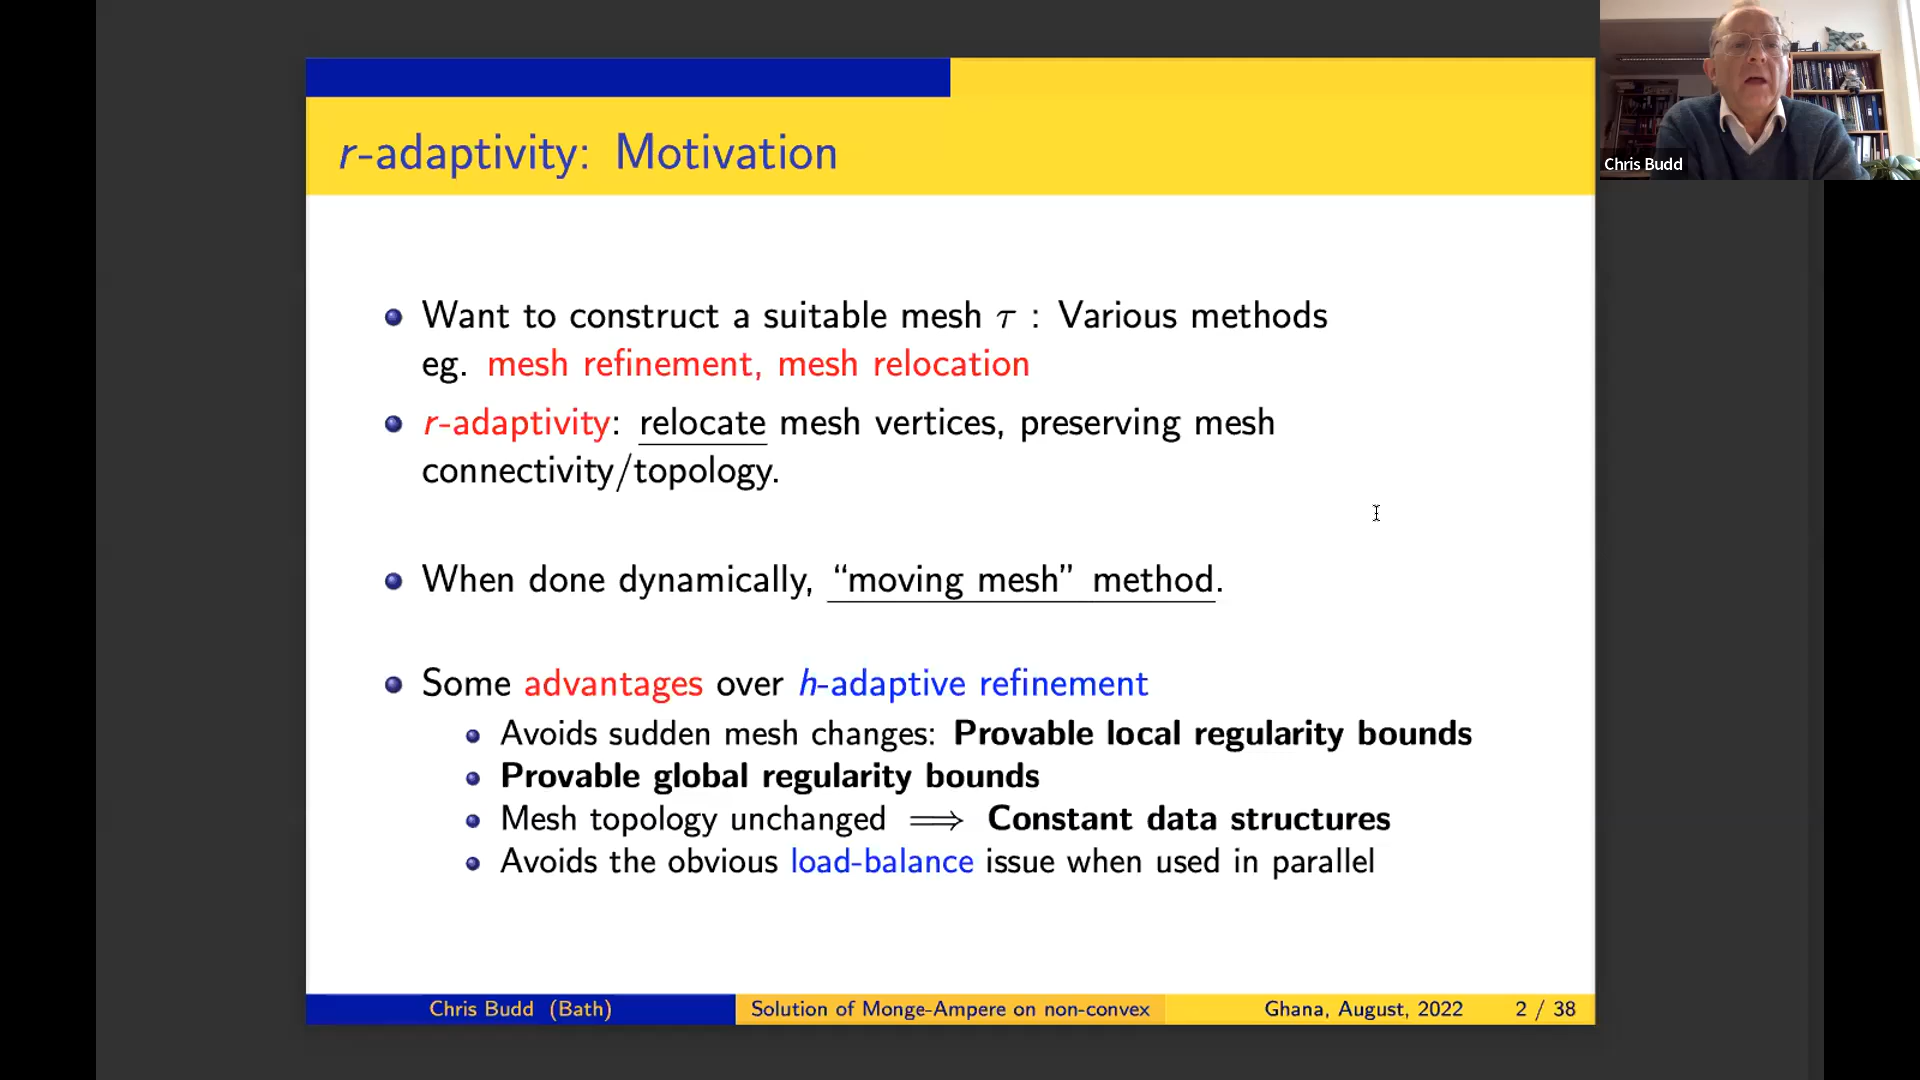 Chris Budd
r-adaptivity: Motivation
Want to construct a suitable mesh τ : Various methods
eg. mesh refinement, mesh relocation
r-adaptivity: relocate mesh vertices, preserving mesh
connectivity/topology.
When done dynamically, “moving mesh” method.
Some advantages over h-adaptive refinement
Avoids sudden mesh changes: Provable local regularity bounds
Provable global regularity bounds
Mesh topology unchanged ⟹ Constant data structures
Avoids the obvious load-balance issue when used in parallel
Chris Budd (Bath) Solution of Monge-Ampere on non-convex Ghana, August, 2022 2 / 38